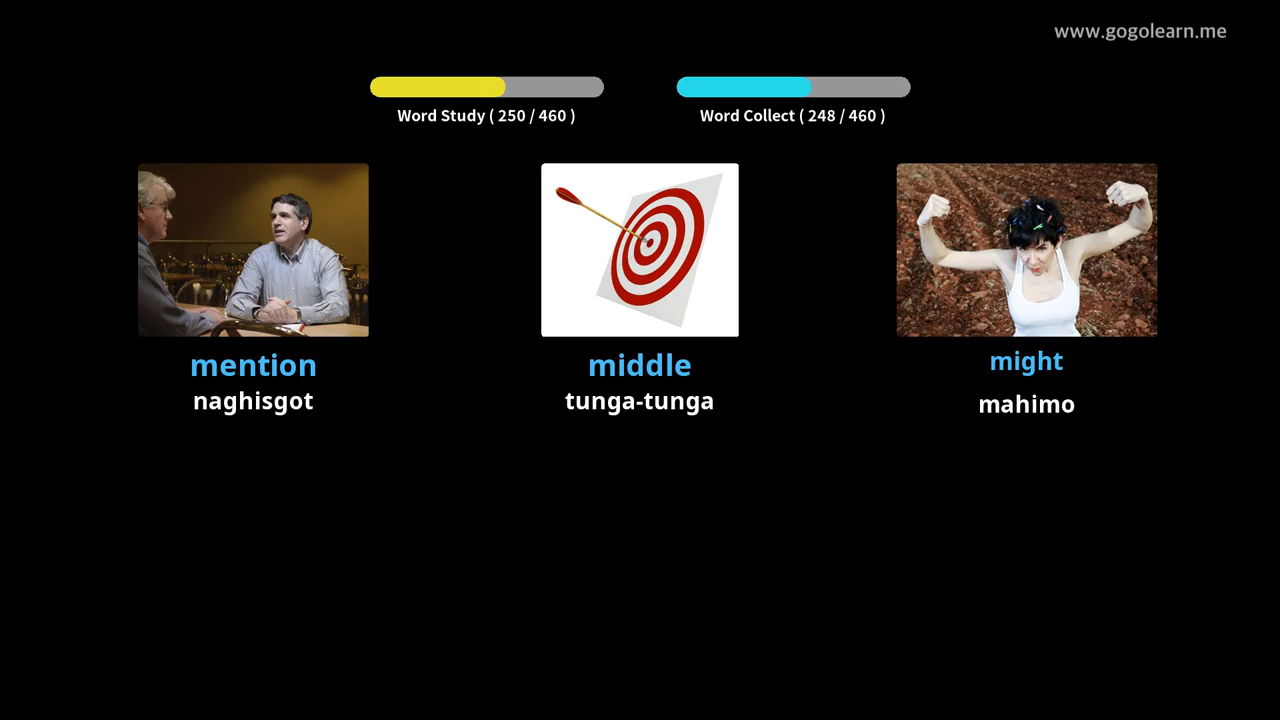 www.gogolearn.me
Word Study ( 250 / 460 )
Word Collect ( 248 / 460 )
mention
naghisgot
middle
tunga-tunga
might
mahimo